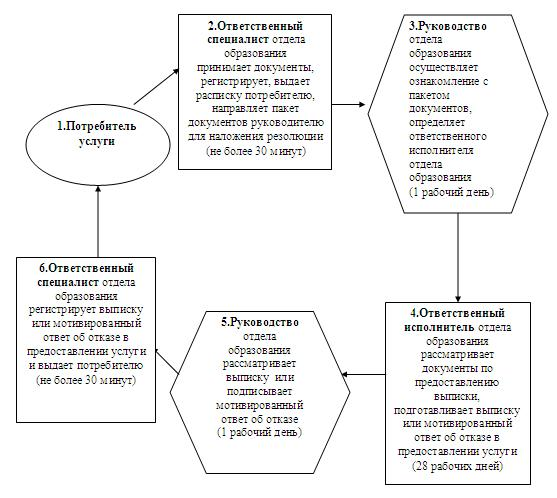 1.Потребитель
услуги
2.Ответственный
специалист отдела
образования
принимает документы,
регистрирует, выдает
расписку потребителю,
направляет пакет
документов руководителю
для наложения резолюции
(не более 30 минут)
3.Руководство
отдела
образования
осуществляет
ознакомление с
пакетом
документов,
определяет
ответственного
исполнителя
отдела
образования
(1 рабочий день)
4.Ответственный
исполнитель отдела
образования
рассматривает
документы по
предоставлению
выписки,
подготавливает выписку
или мотивированный
ответ об отказе в
предоставлении услуги
(28 рабочих дней)
5.Руководство
отдела
образования
рассматривает
выписку или
подписывает
мотивированный
ответ об отказе
(1 рабочий день)
6.Ответственный
специалист отдела
образования
регистрирует выписку
или мотивированный
ответ об отказе в
предоставлении услуги
и выдает потребителю
(не более 30 минут)